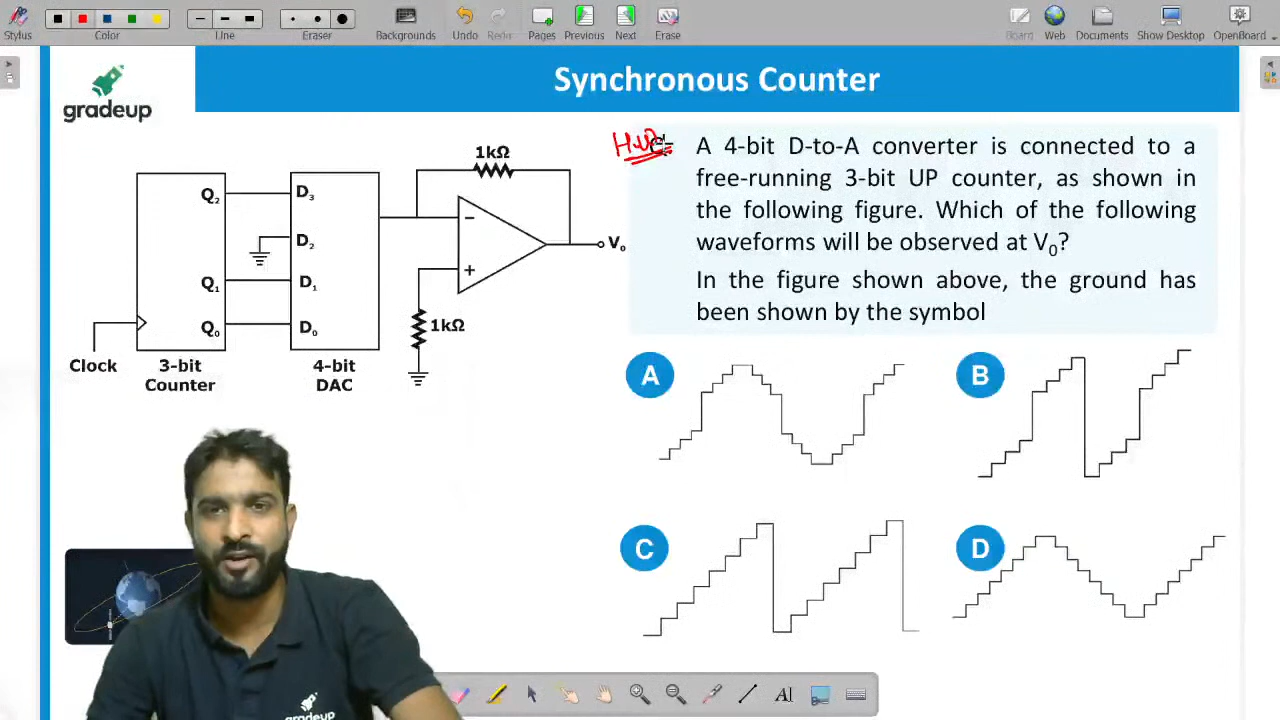 Stylus
Color
Line
Eraser
Backgrounds
Undo
Redo
Pages
Previous
Next
Erase
Board
Web
Documents
Show Desktop
OpenBoard
gradeup
Synchronous Counter
H.W
A 4-bit D-to-A converter is connected to a
free-running 3-bit UP counter, as shown in
the following figure. Which of the following
waveforms will be observed at V0?
In the figure shown above, the ground has
been shown by the symbol
1kΩ
Q2
D3
D2
−
V0
+
Q1
D1
Q0
D0
1kΩ
Clock
3-bit
Counter
4-bit
DAC
A
B
C
D
gradeup
AI